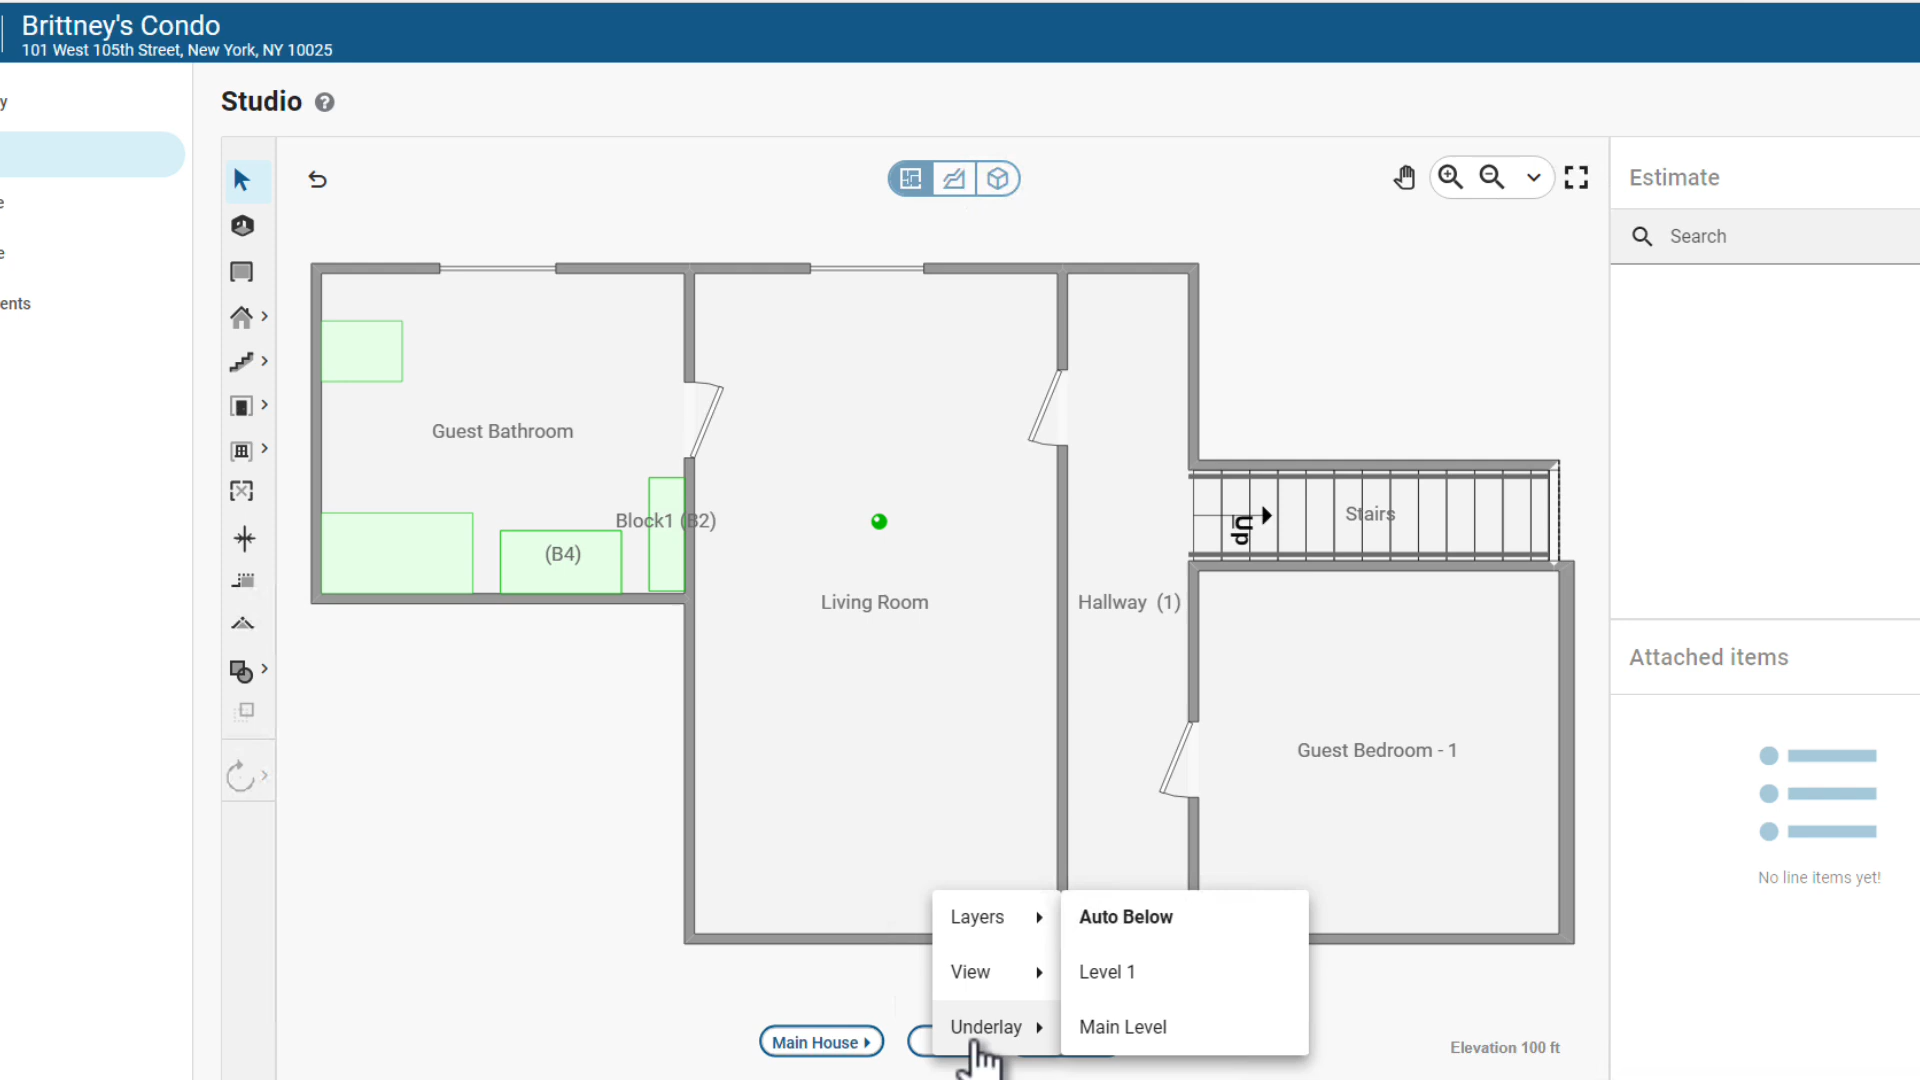 Brittney's Condo
101 West 105th Street, New York, NY 10025
y
e
e
ents
Studio
Estimate
Search
Guest Bathroom
Block1 (B2)
(B4)
Up
Stairs
Living Room
Hallway (1)
Guest Bedroom - 1
Attached items
No line items yet!
Layers
View
Underlay
Auto Below
Level 1
Main Level
Main House
Elevation 100 ft